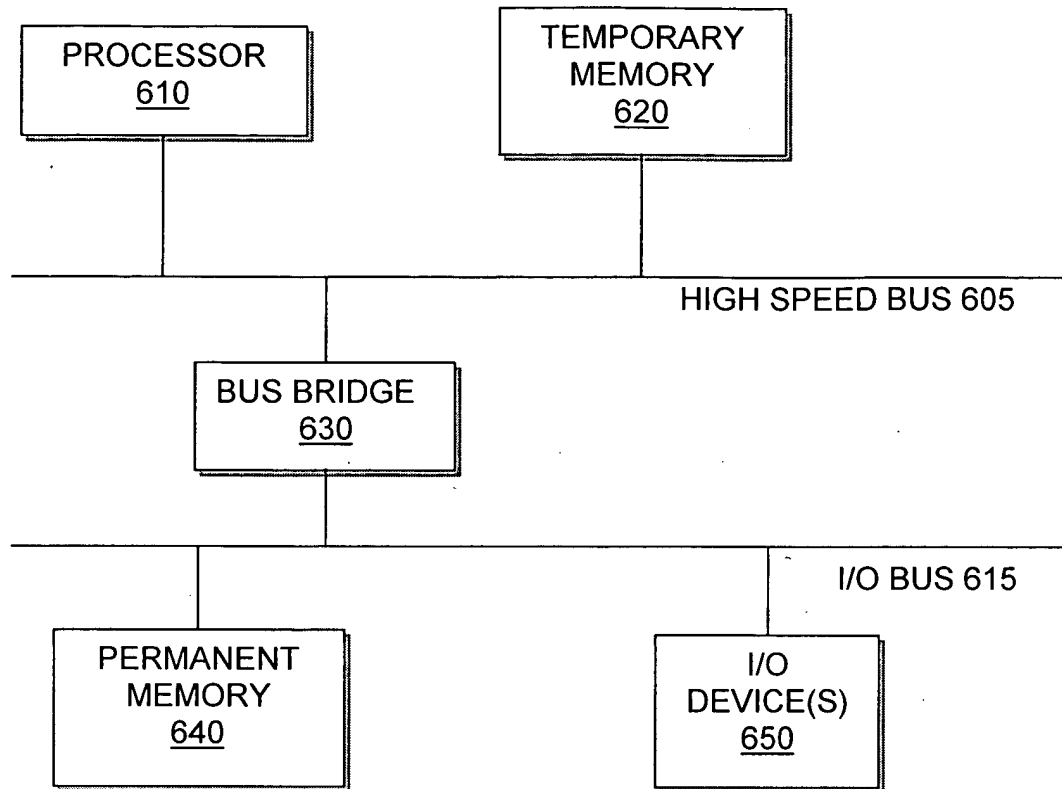 PROCESSOR
610
TEMPORARY
MEMORY
620
HIGH SPEED BUS 605
BUS BRIDGE
630
I/O BUS 615
PERMANENT
MEMORY
640
I/O
DEVICE(S)
650